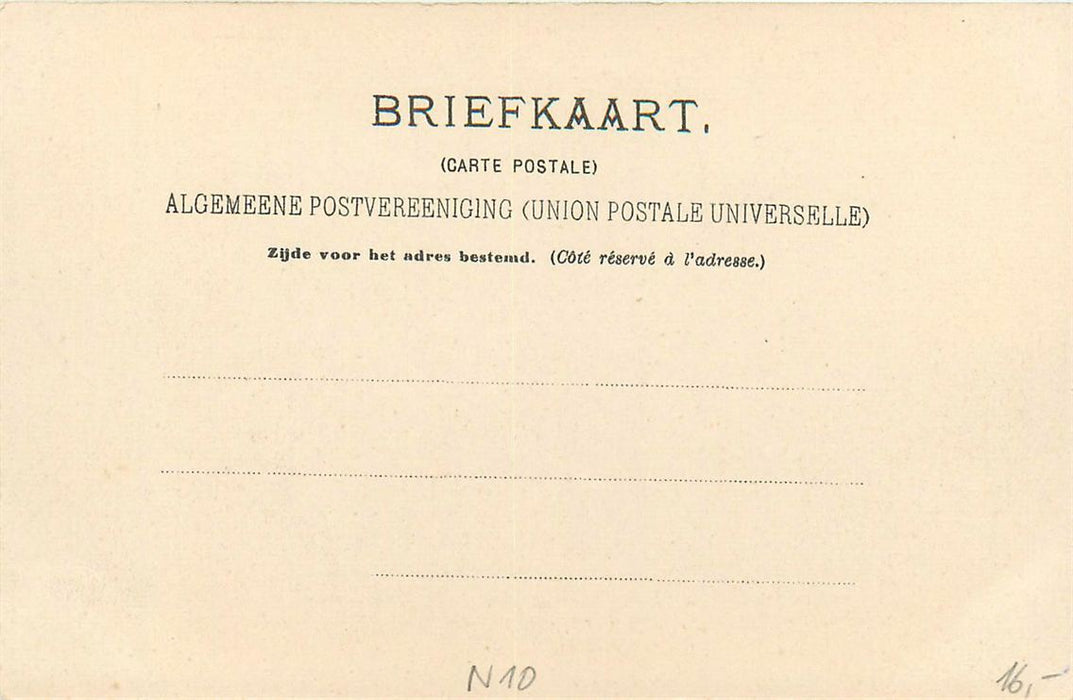 BRIEFKAART.
(CARTE POSTALE)
ALGEMEENE POSTVEREENIGING (UNION POSTALE UNIVERSELLE)
Zijde voor het adres bestemd. (Côté réservé à l'adresse.)
N10
16,-